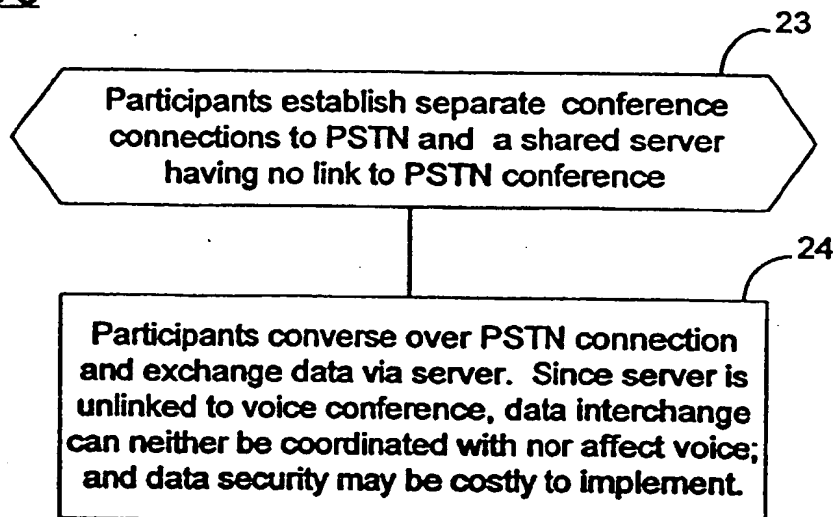 23
Participants establish separate conference
connections to PSTN and a shared server
having no link to PSTN conference
24
Participants converse over PSTN connection
and exchange data via server. Since server is
unlinked to voice conference, data interchange
can neither be coordinated with nor affect voice;
and data security may be costly to implement.